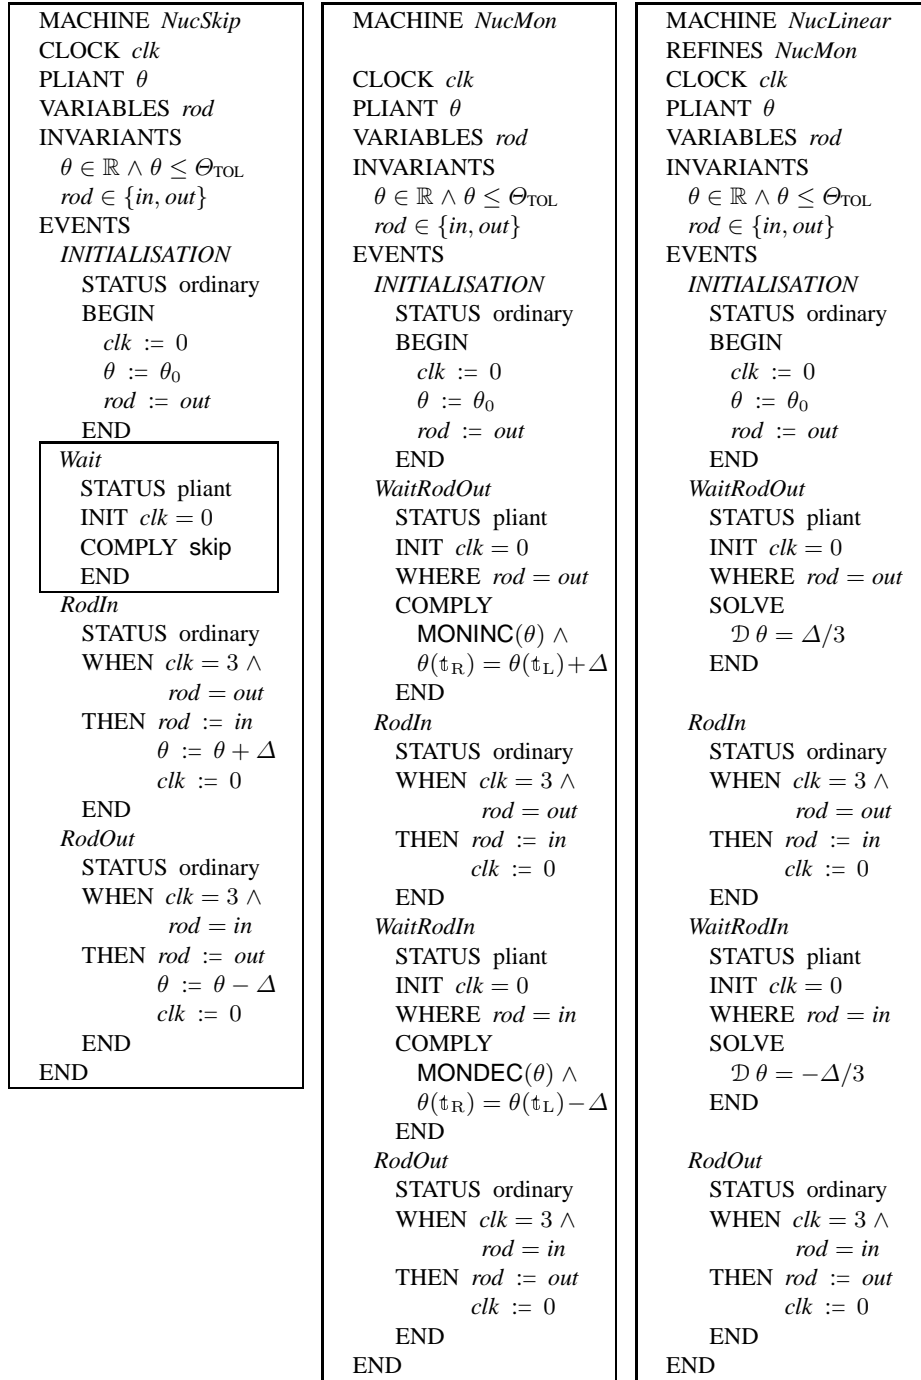 MACHINE NucSkip
CLOCK clk
PLIANT θ
VARIABLES rod
INVARIANTS
θ ∈ ℝ ∧ θ ≤ Θ_TOL
rod ∈ {in, out}
EVENTS
INITIALISATION
STATUS ordinary
BEGIN
clk := 0
θ := θ₀
rod := out
END
Wait
STATUS pliant
INIT clk = 0
COMPLY skip
END
RodIn
STATUS ordinary
WHEN clk = 3 ∧
rod = out
THEN rod := in
θ := θ + Δ
clk := 0
END
RodOut
STATUS ordinary
WHEN clk = 3 ∧
rod = in
THEN rod := out
θ := θ − Δ
clk := 0
END
END
MACHINE NucMon
CLOCK clk
PLIANT θ
VARIABLES rod
INVARIANTS
θ ∈ ℝ ∧ θ ≤ Θ_TOL
rod ∈ {in, out}
EVENTS
INITIALISATION
STATUS ordinary
BEGIN
clk := 0
θ := θ₀
rod := out
END
WaitRodOut
STATUS pliant
INIT clk = 0
WHERE rod = out
COMPLY
MONINC(θ) ∧
θ(𝕥_R) = θ(𝕥_L)+Δ
END
RodIn
STATUS ordinary
WHEN clk = 3 ∧
rod = out
THEN rod := in
clk := 0
END
WaitRodIn
STATUS pliant
INIT clk = 0
WHERE rod = in
COMPLY
MONDEC(θ) ∧
θ(𝕥_R) = θ(𝕥_L)−Δ
END
RodOut
STATUS ordinary
WHEN clk = 3 ∧
rod = in
THEN rod := out
clk := 0
END
END
MACHINE NucLinear
REFINES NucMon
CLOCK clk
PLIANT θ
VARIABLES rod
INVARIANTS
θ ∈ ℝ ∧ θ ≤ Θ_TOL
rod ∈ {in, out}
EVENTS
INITIALISATION
STATUS ordinary
BEGIN
clk := 0
θ := θ₀
rod := out
END
WaitRodOut
STATUS pliant
INIT clk = 0
WHERE rod = out
SOLVE
𝒟 θ = Δ/3
END
RodIn
STATUS ordinary
WHEN clk = 3 ∧
rod = out
THEN rod := in
clk := 0
END
WaitRodIn
STATUS pliant
INIT clk = 0
WHERE rod = in
SOLVE
𝒟 θ = −Δ/3
END
RodOut
STATUS ordinary
WHEN clk = 3 ∧
rod = in
THEN rod := out
clk := 0
END
END